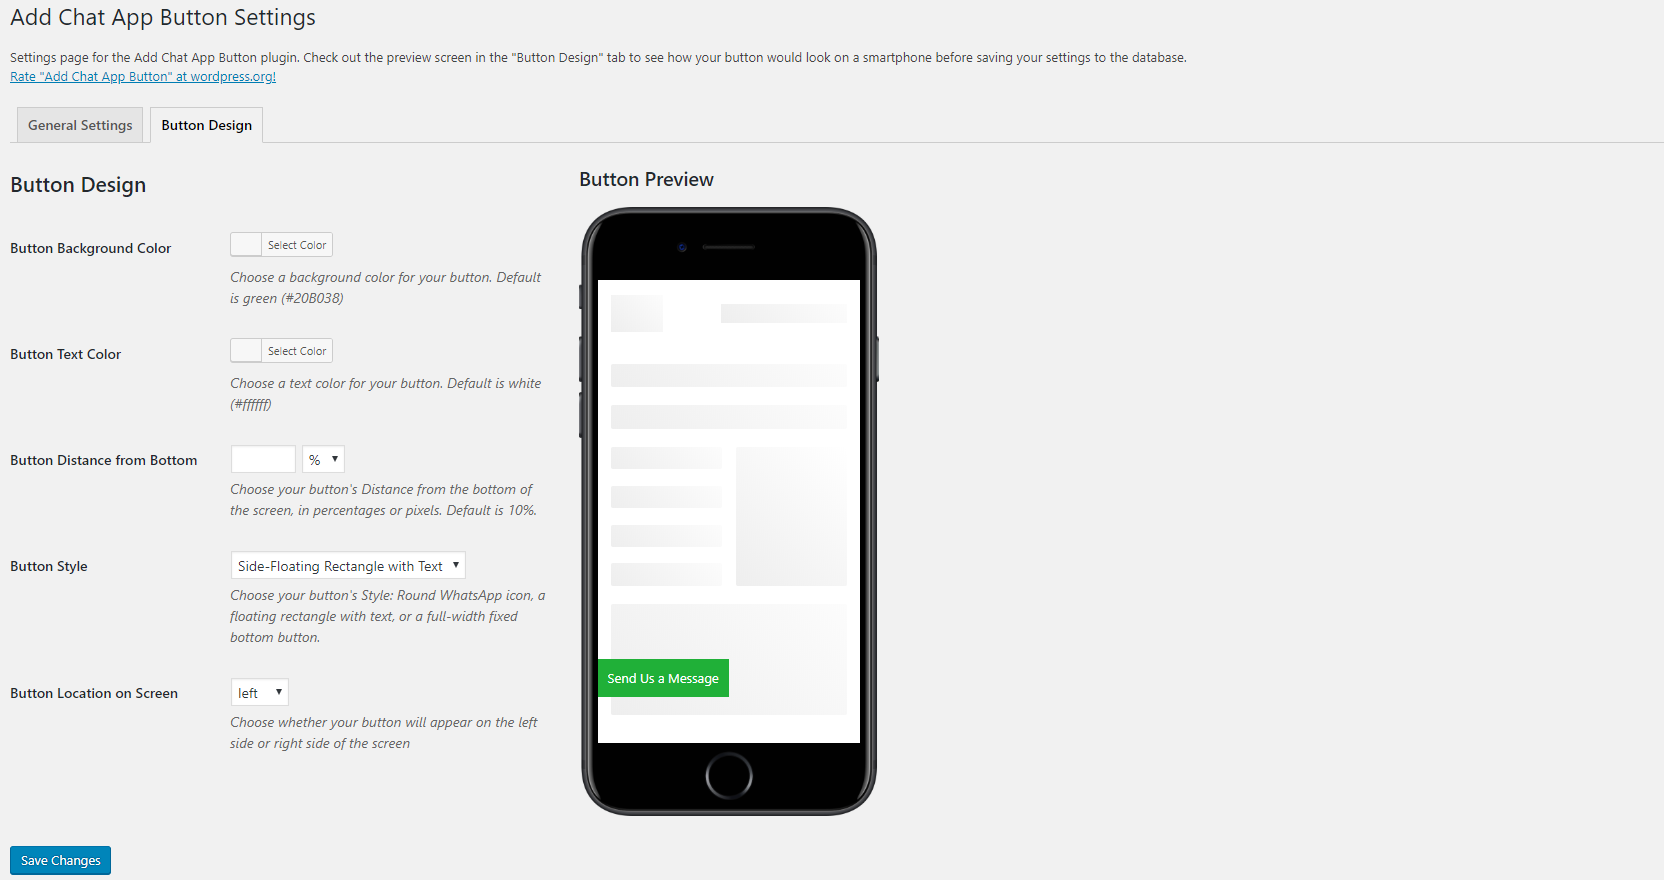 Add Chat App Button Settings
Settings page for the Add Chat App Button plugin. Check out the preview screen in the "Button Design" tab to see how your button would look on a smartphone before saving your settings to the database.
Rate "Add Chat App Button" at wordpress.org!
General Settings
Button Design
Button Design
Button Background Color
Select Color
Choose a background color for your button. Default
is green (#20B038)
Button Text Color
Select Color
Choose a text color for your button. Default is white
(#ffffff)
Button Distance from Bottom
%
Choose your button's Distance from the bottom of
the screen, in percentages or pixels. Default is 10%.
Button Style
Side-Floating Rectangle with Text
Choose your button's Style: Round WhatsApp icon, a
floating rectangle with text, or a full-width fixed
bottom button.
Button Location on Screen
left
Choose whether your button will appear on the left
side or right side of the screen
Button Preview
Send Us a Message
Save Changes